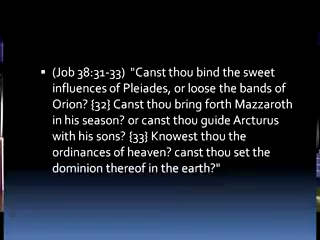 (Job 38:31-33) "Canst thou bind the sweet
influences of Pleiades, or loose the bands of
Orion? {32} Canst thou bring forth Mazzaroth
in his season? or canst thou guide Arcturus
with his sons? {33} Knowest thou the
ordinances of heaven? canst thou set the
dominion thereof in the earth?"